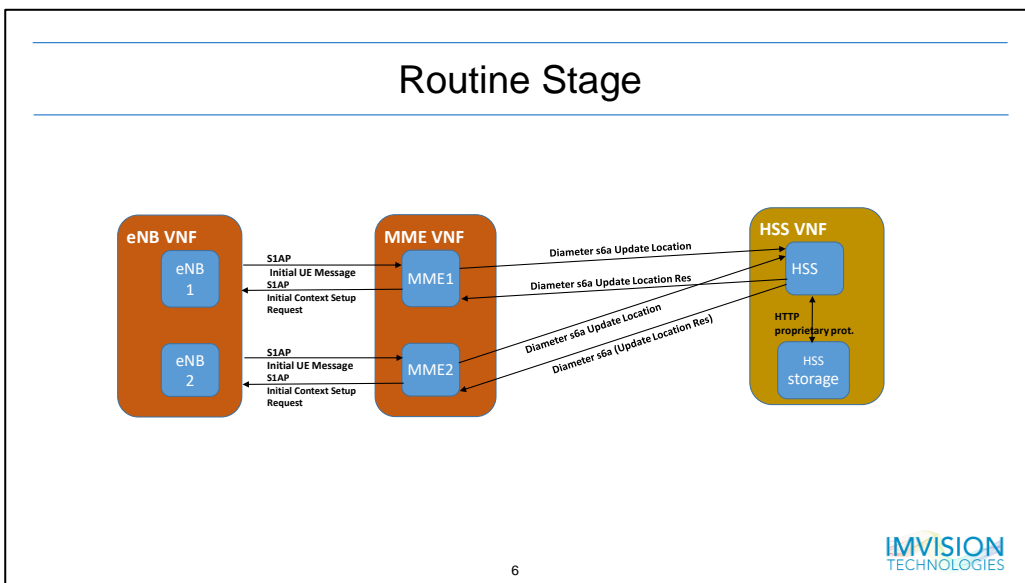 Routine Stage
eNB VNF
eNB
1
eNB
2
S1AP
Initial UE Message
S1AP
Initial Context Setup
Request
S1AP
Initial UE Message
S1AP
Initial Context Setup
Request
MME VNF
MME1
MME2
Diameter s6a Update Location
Diameter s6a Update Location Res
Diameter s6a Update Location
Diameter s6a (Update Location Res)
HSS VNF
HSS
HTTP
proprietary prot.
HSS
storage
6
IMVISION
TECHNOLOGIES